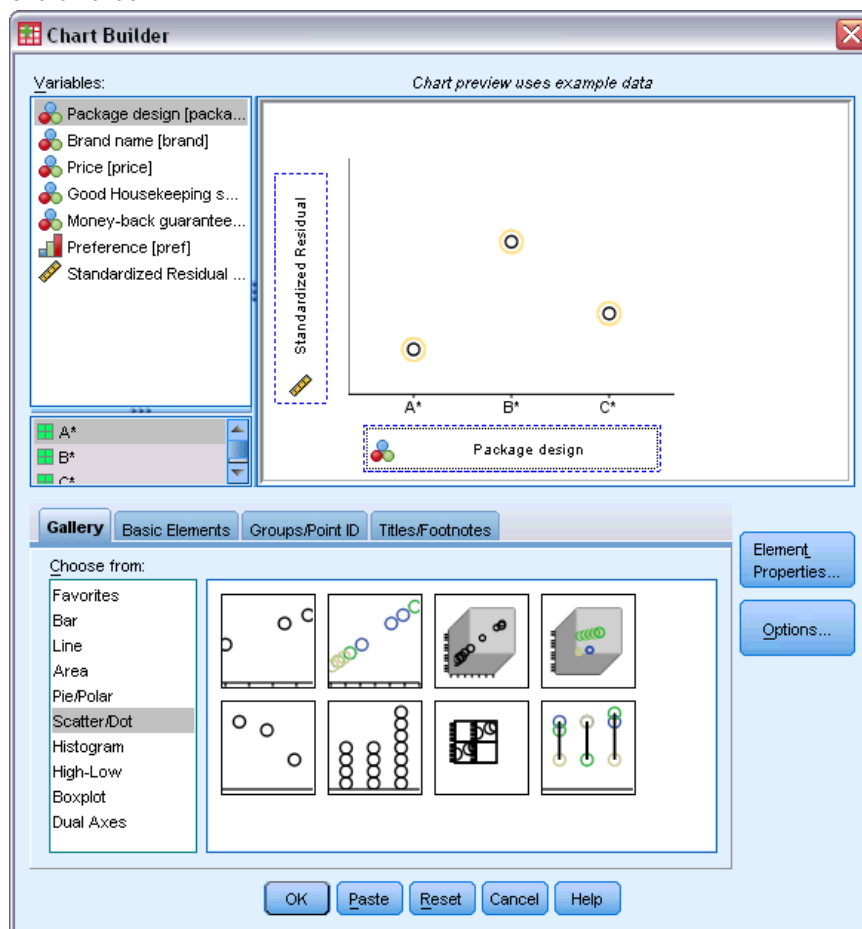 Chart Builder
Variables:
Chart preview uses example data
Package design [packa...
Brand name [brand]
Price [price]
Good Housekeeping s...
Money-back guarantee...
Preference [pref]
Standardized Residual ...
Standardized Residual
A* B* C*
Package design
A*
B*
C*
Gallery Basic Elements Groups/Point ID Titles/Footnotes
Choose from:
Favorites
Bar
Line
Area
Pie/Polar
Scatter/Dot
Histogram
High-Low
Boxplot
Dual Axes
Element
Properties...
Options...
OK Paste Reset Cancel Help